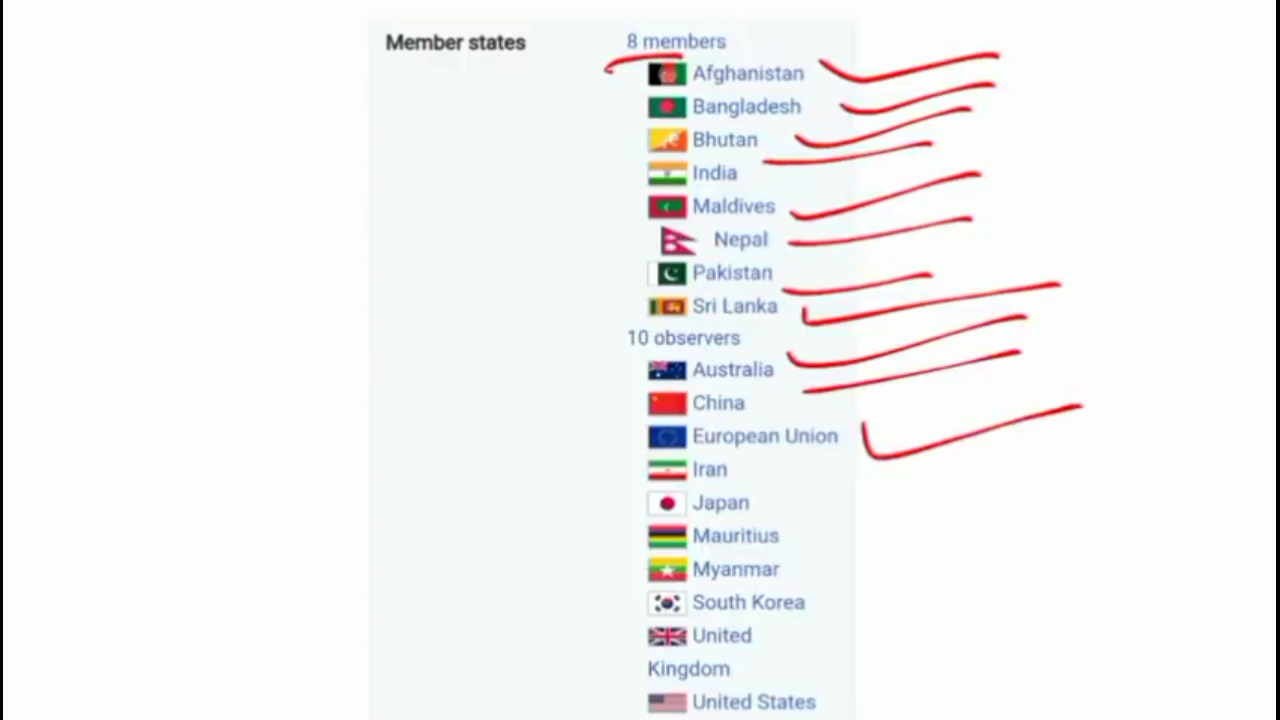 Member states
8 members
Afghanistan
Bangladesh
Bhutan
India
Maldives
Nepal
Pakistan
Sri Lanka
10 observers
Australia
China
European Union
Iran
Japan
Mauritius
Myanmar
South Korea
United
Kingdom
United States